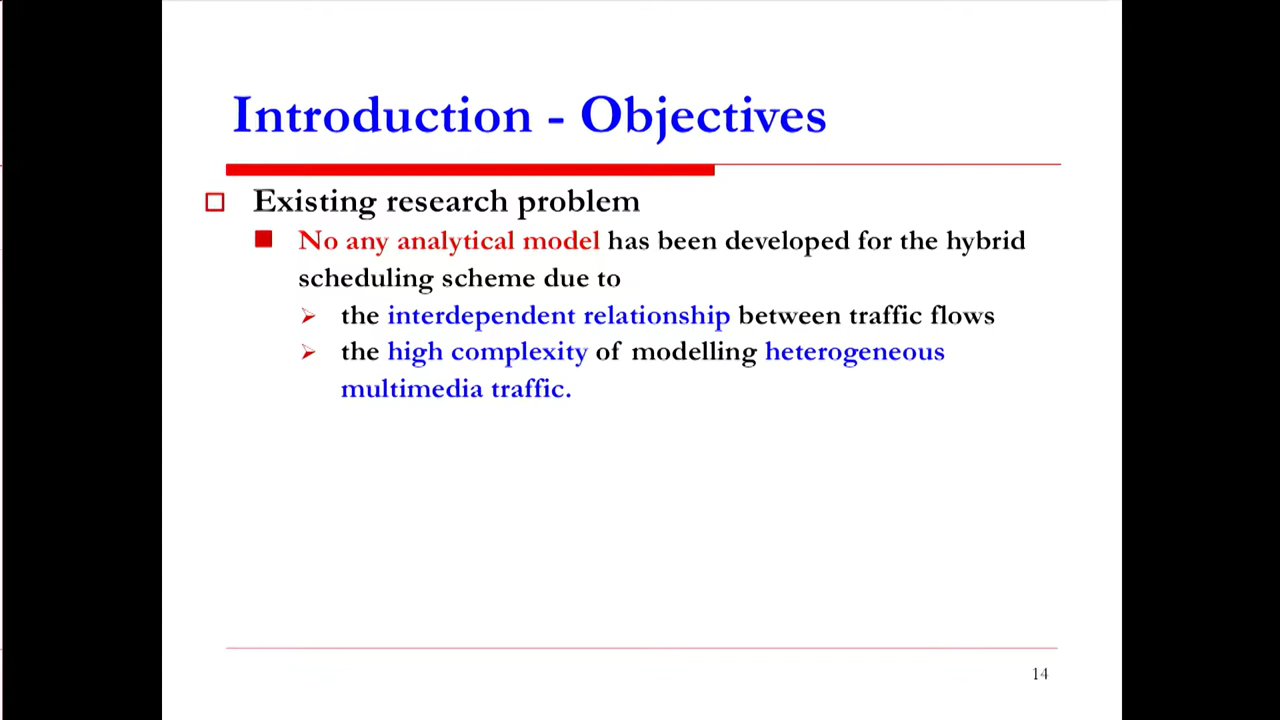 Introduction - Objectives
Existing research problem
No any analytical model has been developed for the hybrid
scheduling scheme due to
the interdependent relationship between traffic flows
the high complexity of modelling heterogeneous
multimedia traffic.
14